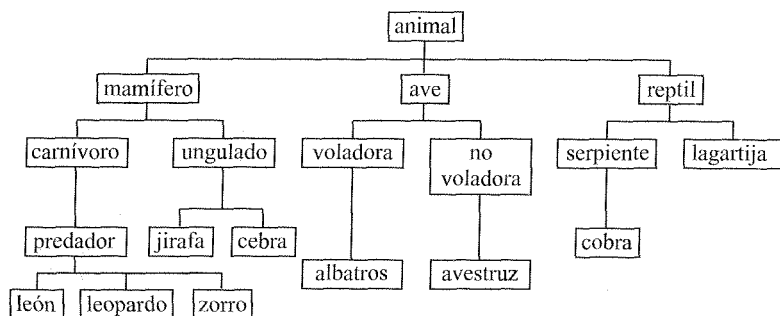 animal
mamífero ave reptil
carnívoro ungulado voladora no voladora serpiente lagartija
predador jirafa cebra albatros avestruz cobra
león leopardo zorro